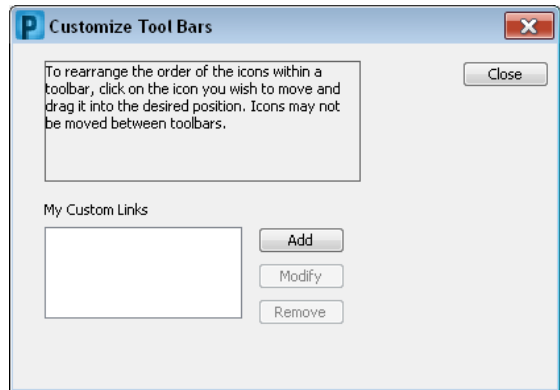 P Customize Tool Bars
To rearrange the order of the icons within a
toolbar, click on the icon you wish to move and
drag it into the desired position. Icons may not
be moved between toolbars.
Close
My Custom Links
Add
Modify
Remove